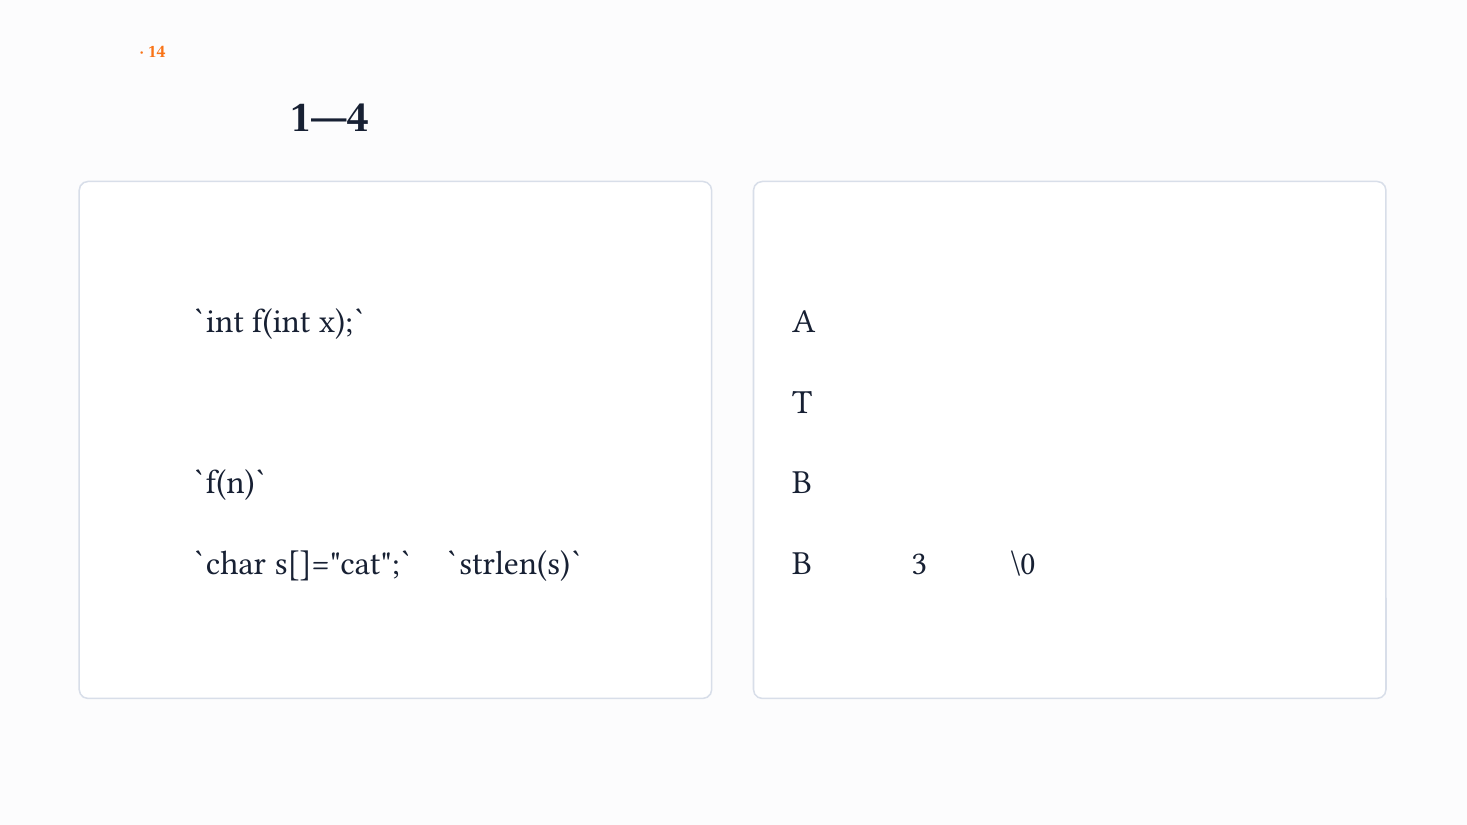 · 14
1—4
`int f(int x);`
`f(n)`
`char s[]="cat";` `strlen(s)`
A
T
B
B 3 \0